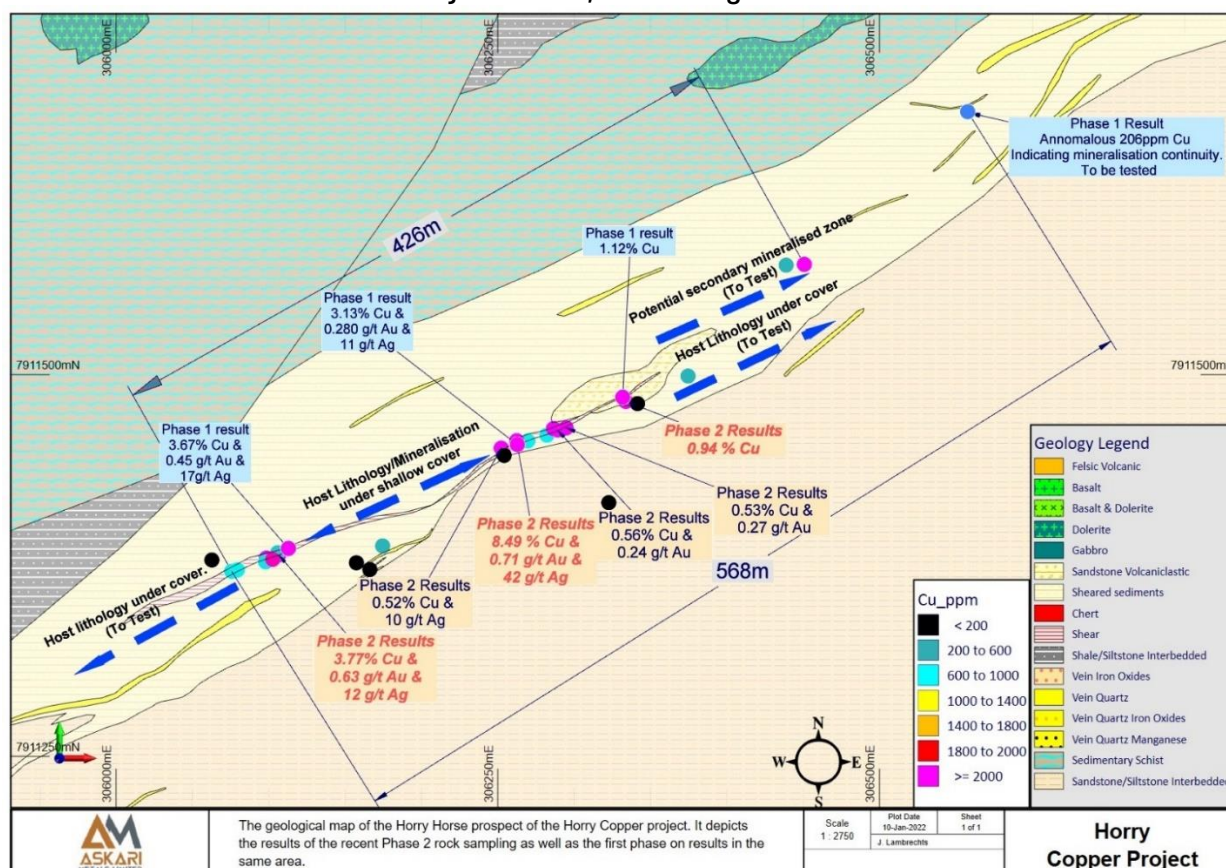 306000mE
306250mE
306500mE
Phase 1 Result
Annomalous 206ppm Cu
Indicating mineralisation continuity.
To be tested
426m
Phase 1 result
1.12% Cu
Potential secondary mineralised zone
(To Test)
Host Lithology under cover
(To Test)
Phase 1 result
3.13% Cu &
0.280 g/t Au &
11 g/t Ag
7911500mN
7911500mN
Phase 1 result
3.67% Cu &
0.45 g/t Au &
17g/t Ag
Host Lithology/Mineralisation
under shallow cover
Phase 2 Results
0.94 % Cu
Phase 2 Results
0.53% Cu &
0.27 g/t Au
Phase 2 Results
0.56% Cu &
0.24 g/t Au
Phase 2 Results
8.49 % Cu &
0.71 g/t Au &
42 g/t Ag
568m
Phase 2 Results
0.52% Cu &
10 g/t Ag
Host lithology under cover.
(To Test)
Phase 2 Results
3.77% Cu &
0.63 g/t Au &
12 g/t Ag
7911250mN
306000mE
306250mE
306500mE
N
W
E
S
Cu_ppm
< 200
200 to 600
600 to 1000
1000 to 1400
1400 to 1800
1800 to 2000
>= 2000
Geology Legend
Felsic Volcanic
Basalt
Basalt & Dolerite
Dolerite
Gabbro
Sandstone Volcaniclastic
Sheared sediments
Chert
Shear
Shale/Siltstone Interbedded
Vein Iron Oxides
Vein Quartz
Vein Quartz Iron Oxides
Vein Quartz Manganese
Sedimentary Schist
Sandstone/Siltstone Interbedded
AM
ASKARI
The geological map of the Horry Horse prospect of the Horry Copper project. It depicts
the results of the recent Phase 2 rock sampling as well as the first phase on results in the
same area.
Scale
1 : 2750
Plot Date
10-Jan-2022
Sheet
1 of 1
J. Lambrechts
Horry
Copper Project